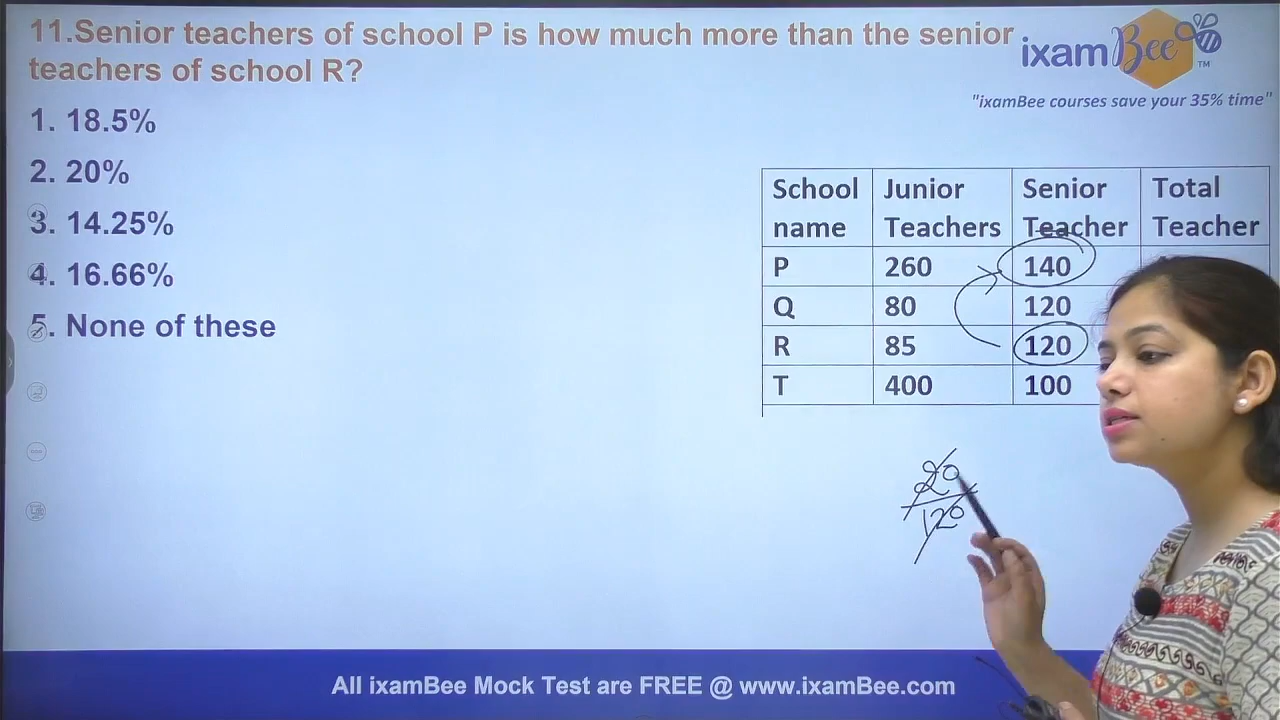 11.Senior teachers of school P is how much more than the senior
teachers of school R?
1. 18.5%
2. 20%
3. 14.25%
4. 16.66%
5. None of these
ixamBee
TM
"ixamBee courses save your 35% time"
School name Junior Teachers Senior Teacher Total Teacher
P 260 140
Q 80 120
R 85 120
T 400 100
20
120
All ixamBee Mock Test are FREE @ www.ixamBee.com